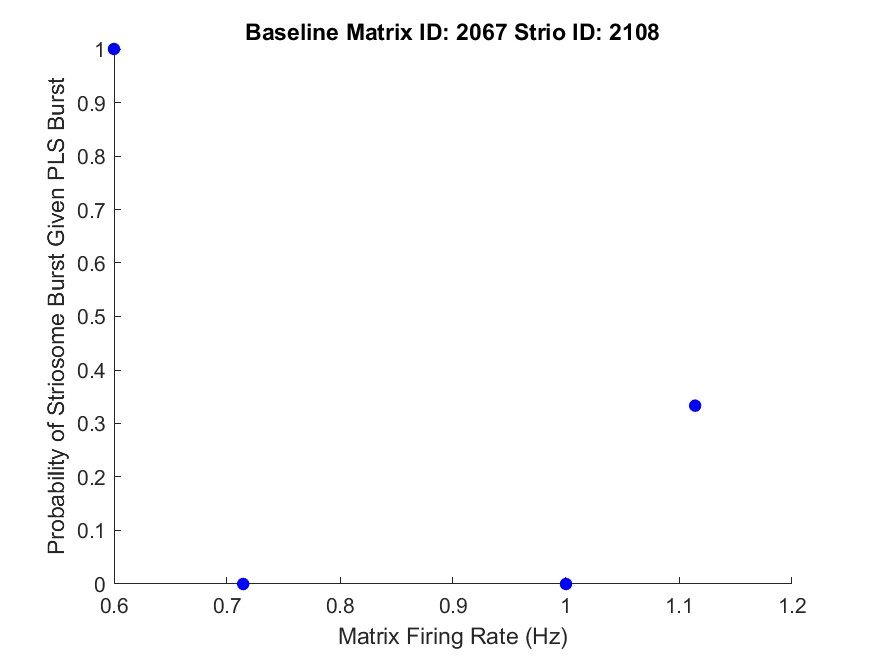 Baseline Matrix ID: 2067 Strio ID: 2108
Probability of Striosome Burst Given PLS Burst
1
0.9
0.8
0.7
0.6
0.5
0.4
0.3
0.2
0.1
0
0.6 0.7 0.8 0.9 1 1.1 1.2
Matrix Firing Rate (Hz)